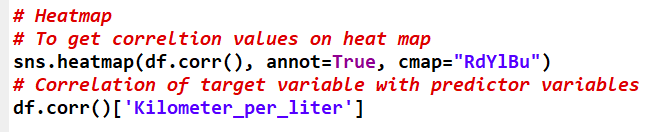 # Heatmap
# To get correltion values on heat map
sns.heatmap(df.corr(), annot=True, cmap="RdYlBu")
# Correlation of target variable with predictor variables
df.corr()['Kilometer_per_liter']